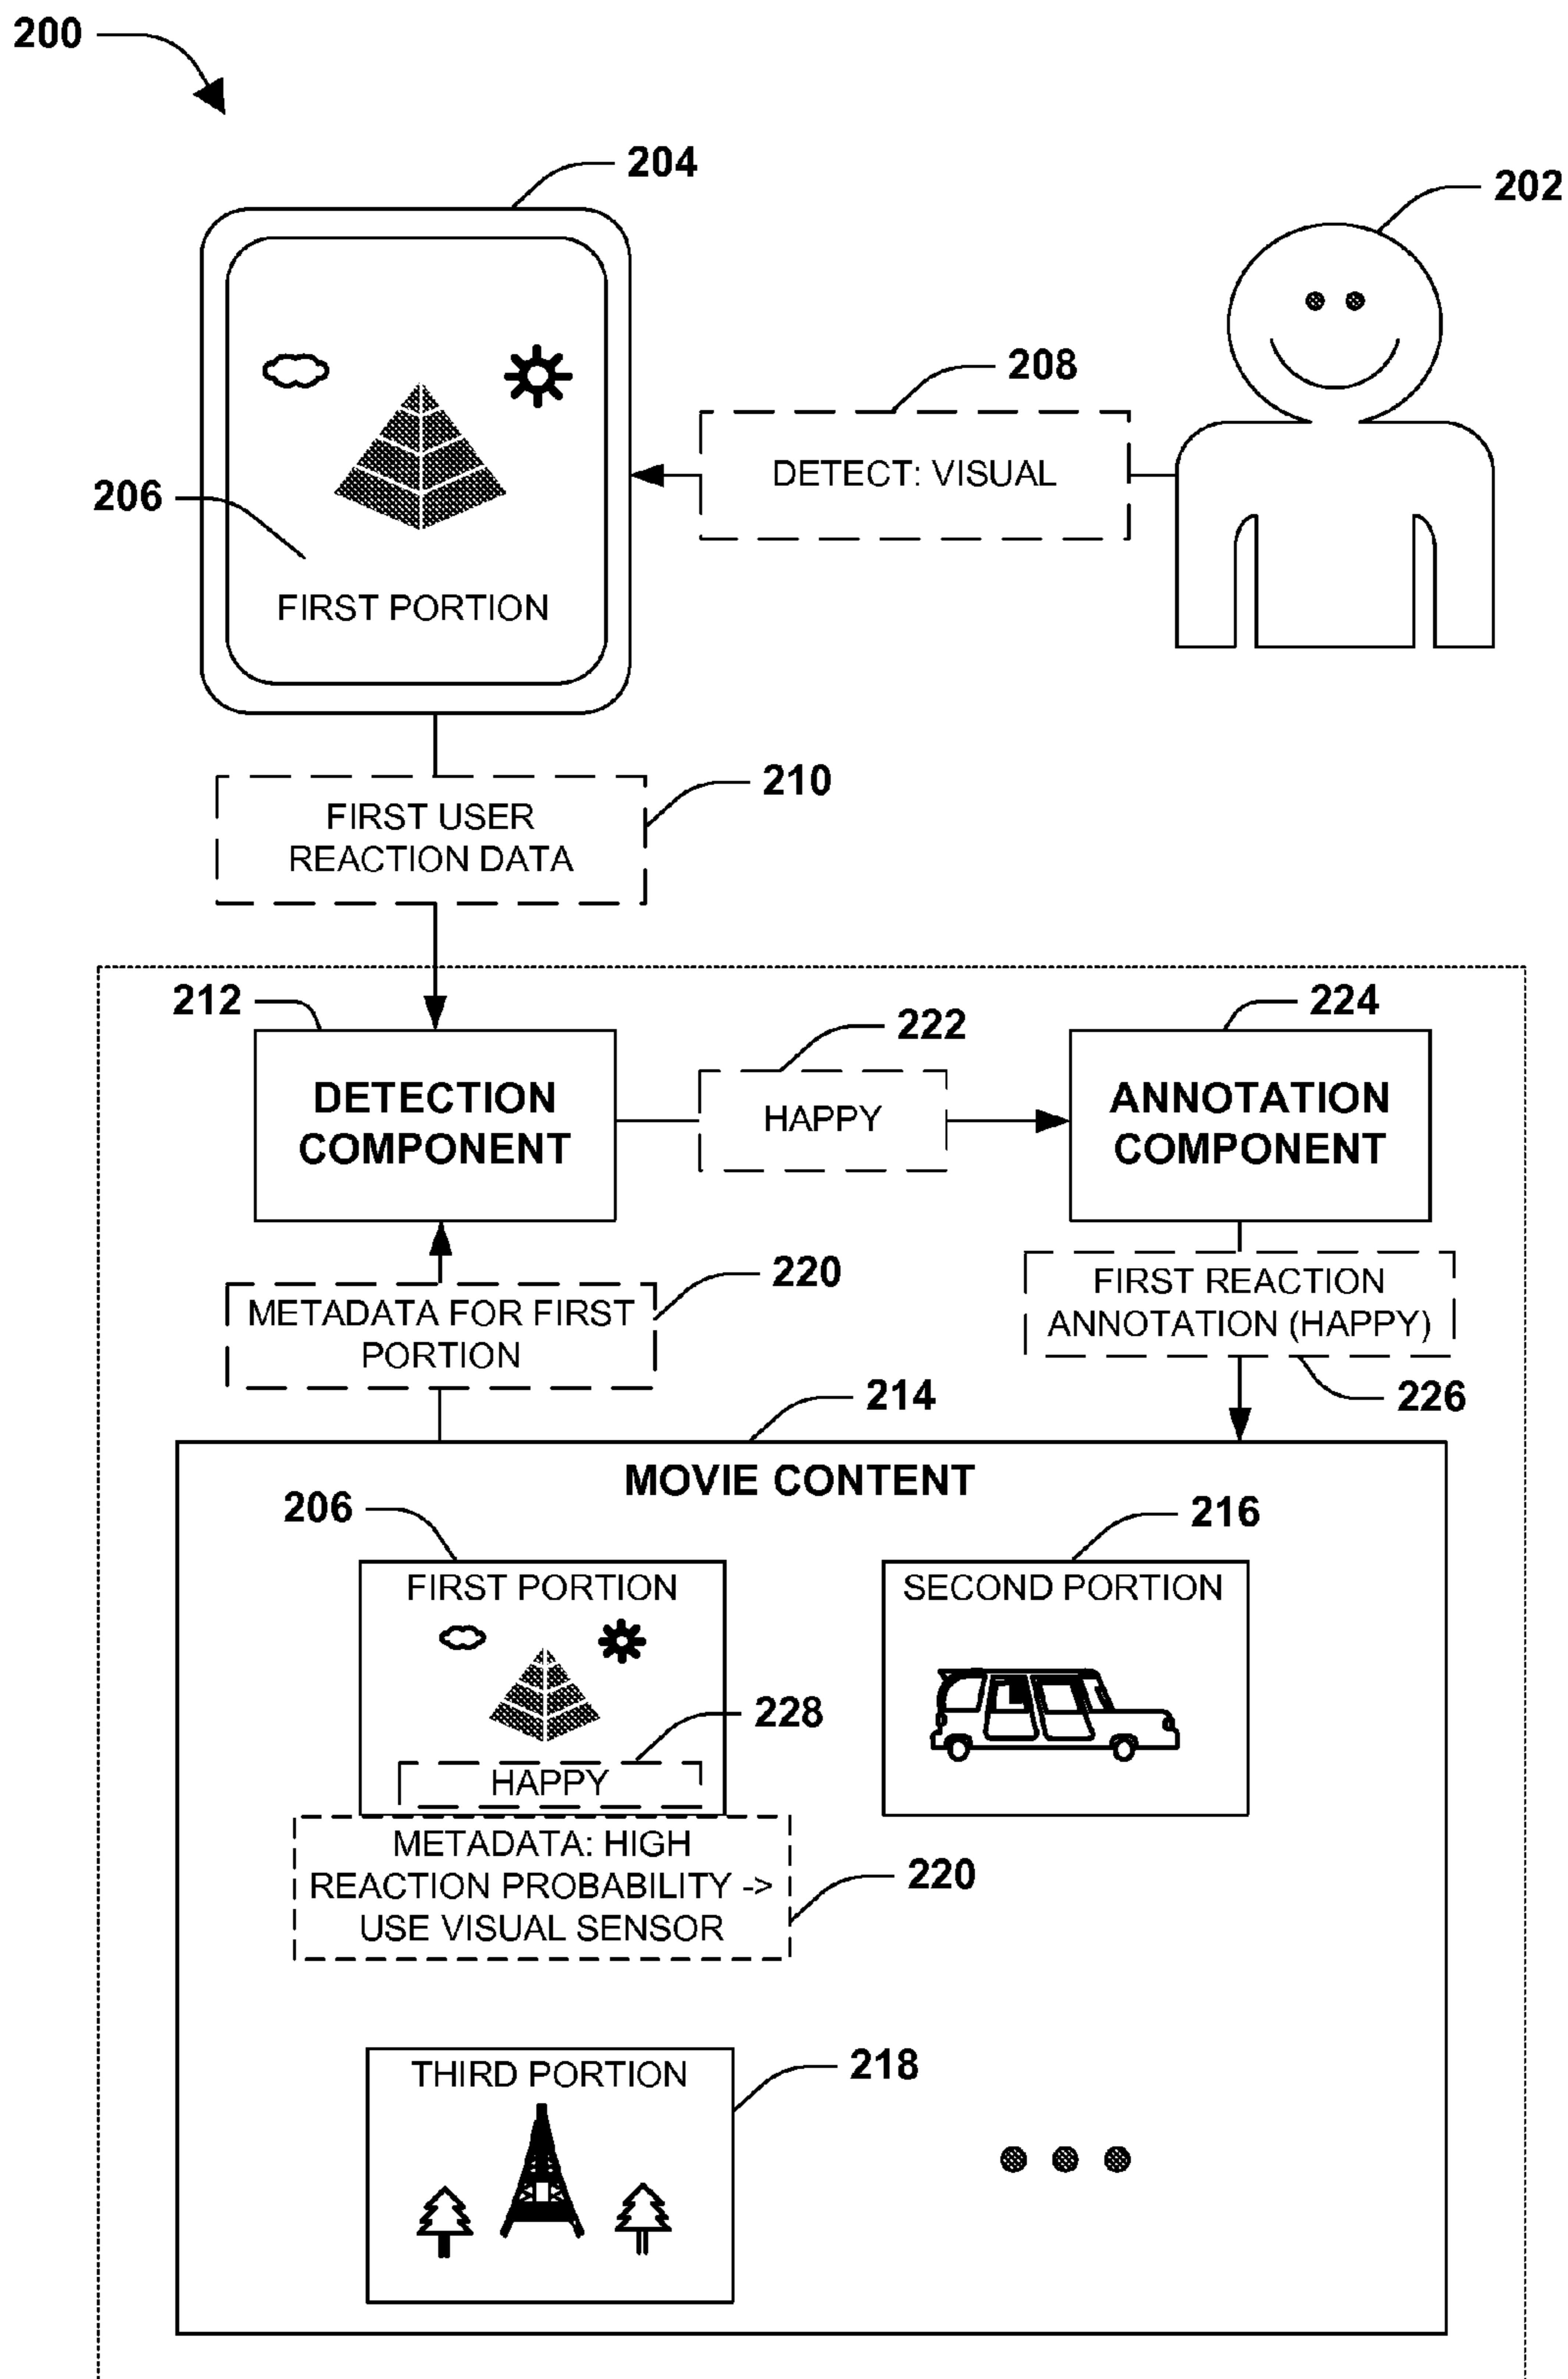 200
204
202
208
DETECT: VISUAL
206
FIRST PORTION
210
FIRST USER
REACTION DATA
212
224
222
DETECTION
COMPONENT
HAPPY
ANNOTATION
COMPONENT
220
METADATA FOR FIRST
PORTION
FIRST REACTION
ANNOTATION (HAPPY)
226
214
MOVIE CONTENT
206
216
FIRST PORTION
SECOND PORTION
228
HAPPY
METADATA: HIGH
REACTION PROBABILITY ->
USE VISUAL SENSOR
220
THIRD PORTION
218